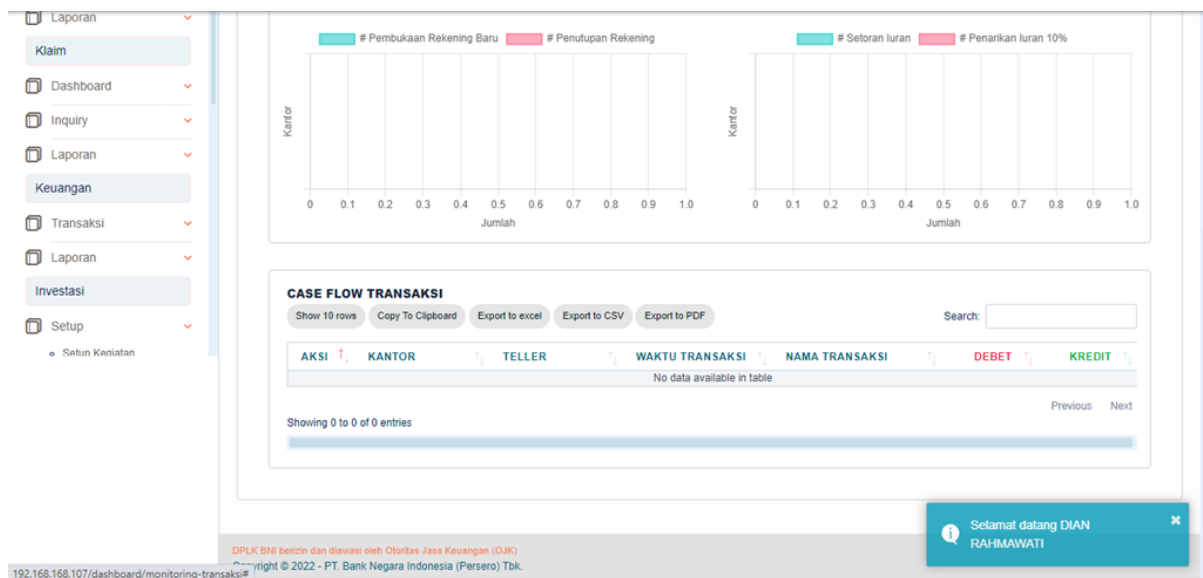 Laporan
Klaim
Dashboard
Inquiry
Laporan
Keuangan
Transaksi
Laporan
Investasi
Setup
Setup Kegiatan
# Pembukaan Rekening Baru # Penutupan Rekening
Kantor
0 0.1 0.2 0.3 0.4 0.5 0.6 0.7 0.8 0.9 1.0
Jumlah
# Setoran Iuran # Penarikan Iuran 10%
Kantor
0 0.1 0.2 0.3 0.4 0.5 0.6 0.7 0.8 0.9 1.0
Jumlah
CASE FLOW TRANSAKSI
Show 10 rows Copy To Clipboard Export to excel Export to CSV Export to PDF Search:
AKSI KANTOR TELLER WAKTU TRANSAKSI NAMA TRANSAKSI DEBET KREDIT
No data available in table
Previous Next
Showing 0 to 0 of 0 entries
Selamat datang DIAN
RAHMAWATI
DPLK BNI berizin dan diawasi oleh Otoritas Jasa Keuangan (OJK)
Copyright © 2022 - PT. Bank Negara Indonesia (Persero) Tbk.
192.168.168.107/dashboard/monitoring-transaksi#